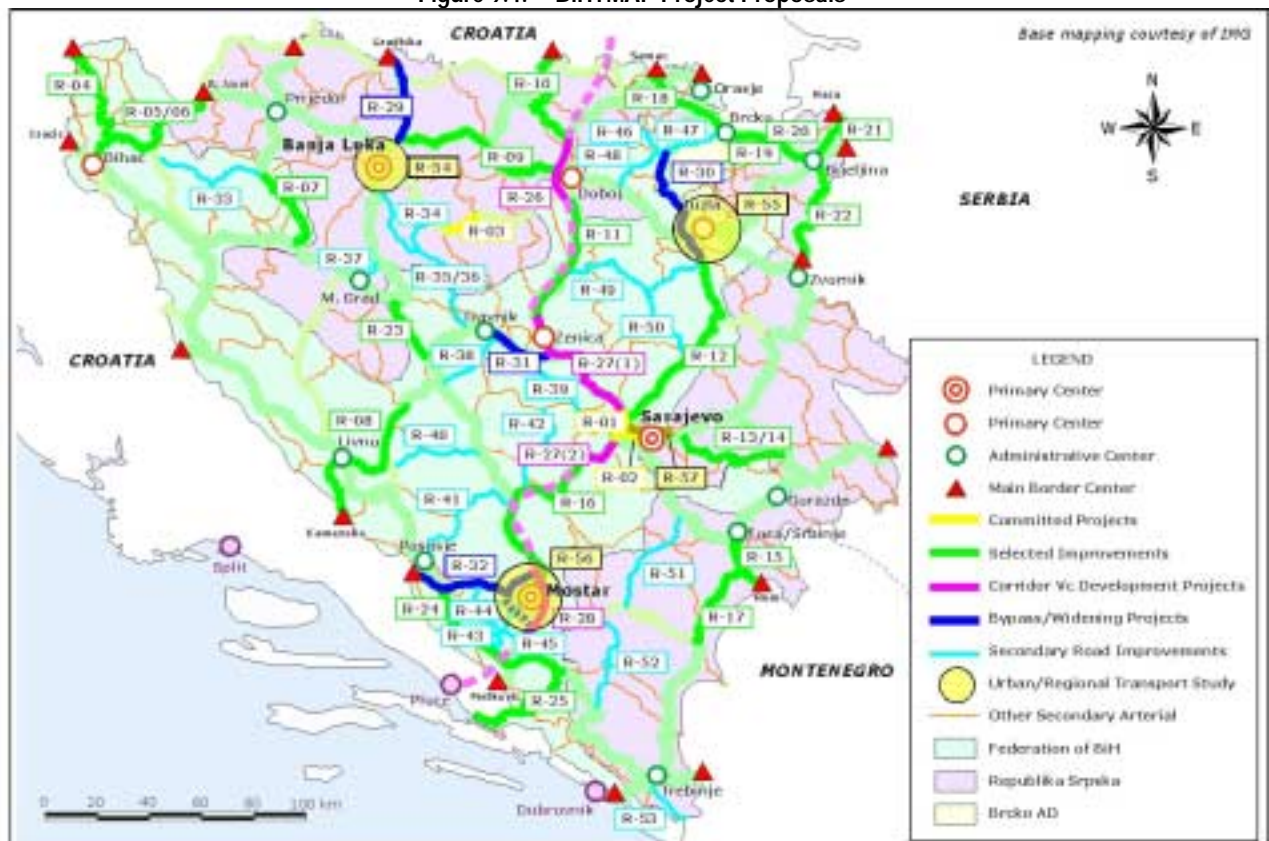 CROATIA
Base mapping courtesy of IMG
N
W
E
S
SERBIA
R-04
R-05/06
R-29
R-10
R-18
Orasje
Prijedor
Brcko
R-46
R-47
R-20
R-21
Bihac
Banja Luka
R-54
R-09
R-48
R-19
Bijeljina
R-30
R-07
R-33
R-26
Doboj
Tuzla
R-55
R-22
R-34
R-03
R-11
R-37
R-35/36
R-49
Zvornik
M. Grad
Travnik
Zenica
R-50
R-23
CROATIA
R-38
R-31
R-27(1)
R-12
R-39
R-08
R-42
R-01
Sarajevo
Livno
R-40
R-27(2)
R-13/14
R-02
R-57
R-41
R-16
Gorazde
Kamensko
Foca/Srbinje
Split
Posusje
R-32
R-56
R-51
R-15
Mostar
R-24
R-44
R-28
R-17
R-43
R-45
R-52
MONTENEGRO
Ploce
R-25
Trebinje
Dubrovnik
R-53
0 20 40 60 80 100 km
LEGEND
Primary Center
Primary Center
Administrative Center
Main Border Center
Committed Projects
Selected Improvements
Corridor Vc Development Projects
Bypass/Widening Projects
Secondary Road Improvements
Urban/Regional Transport Study
Other Secondary Arterial
Federation of BiH
Republika Srpska
Brcko AD